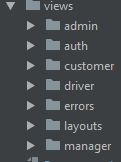 views
admin
auth
customer
driver
errors
layouts
manager